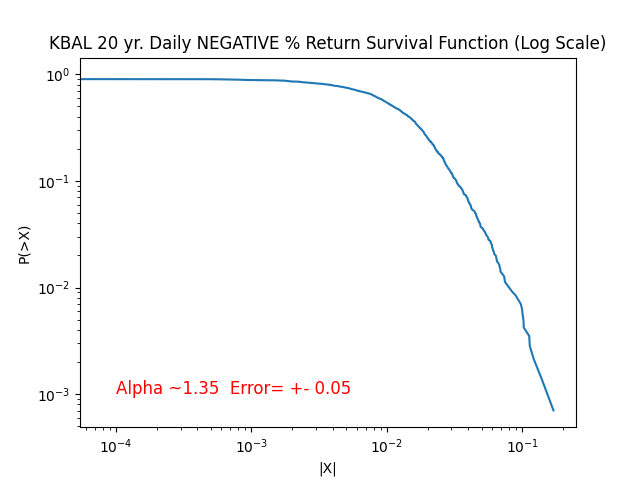 KBAL 20 yr. Daily NEGATIVE % Return Survival Function (Log Scale)
10⁰
10⁻¹
10⁻²
10⁻³
P(>X)
Alpha ~1.35  Error= +- 0.05
10⁻⁴ 10⁻³ 10⁻² 10⁻¹
|X|